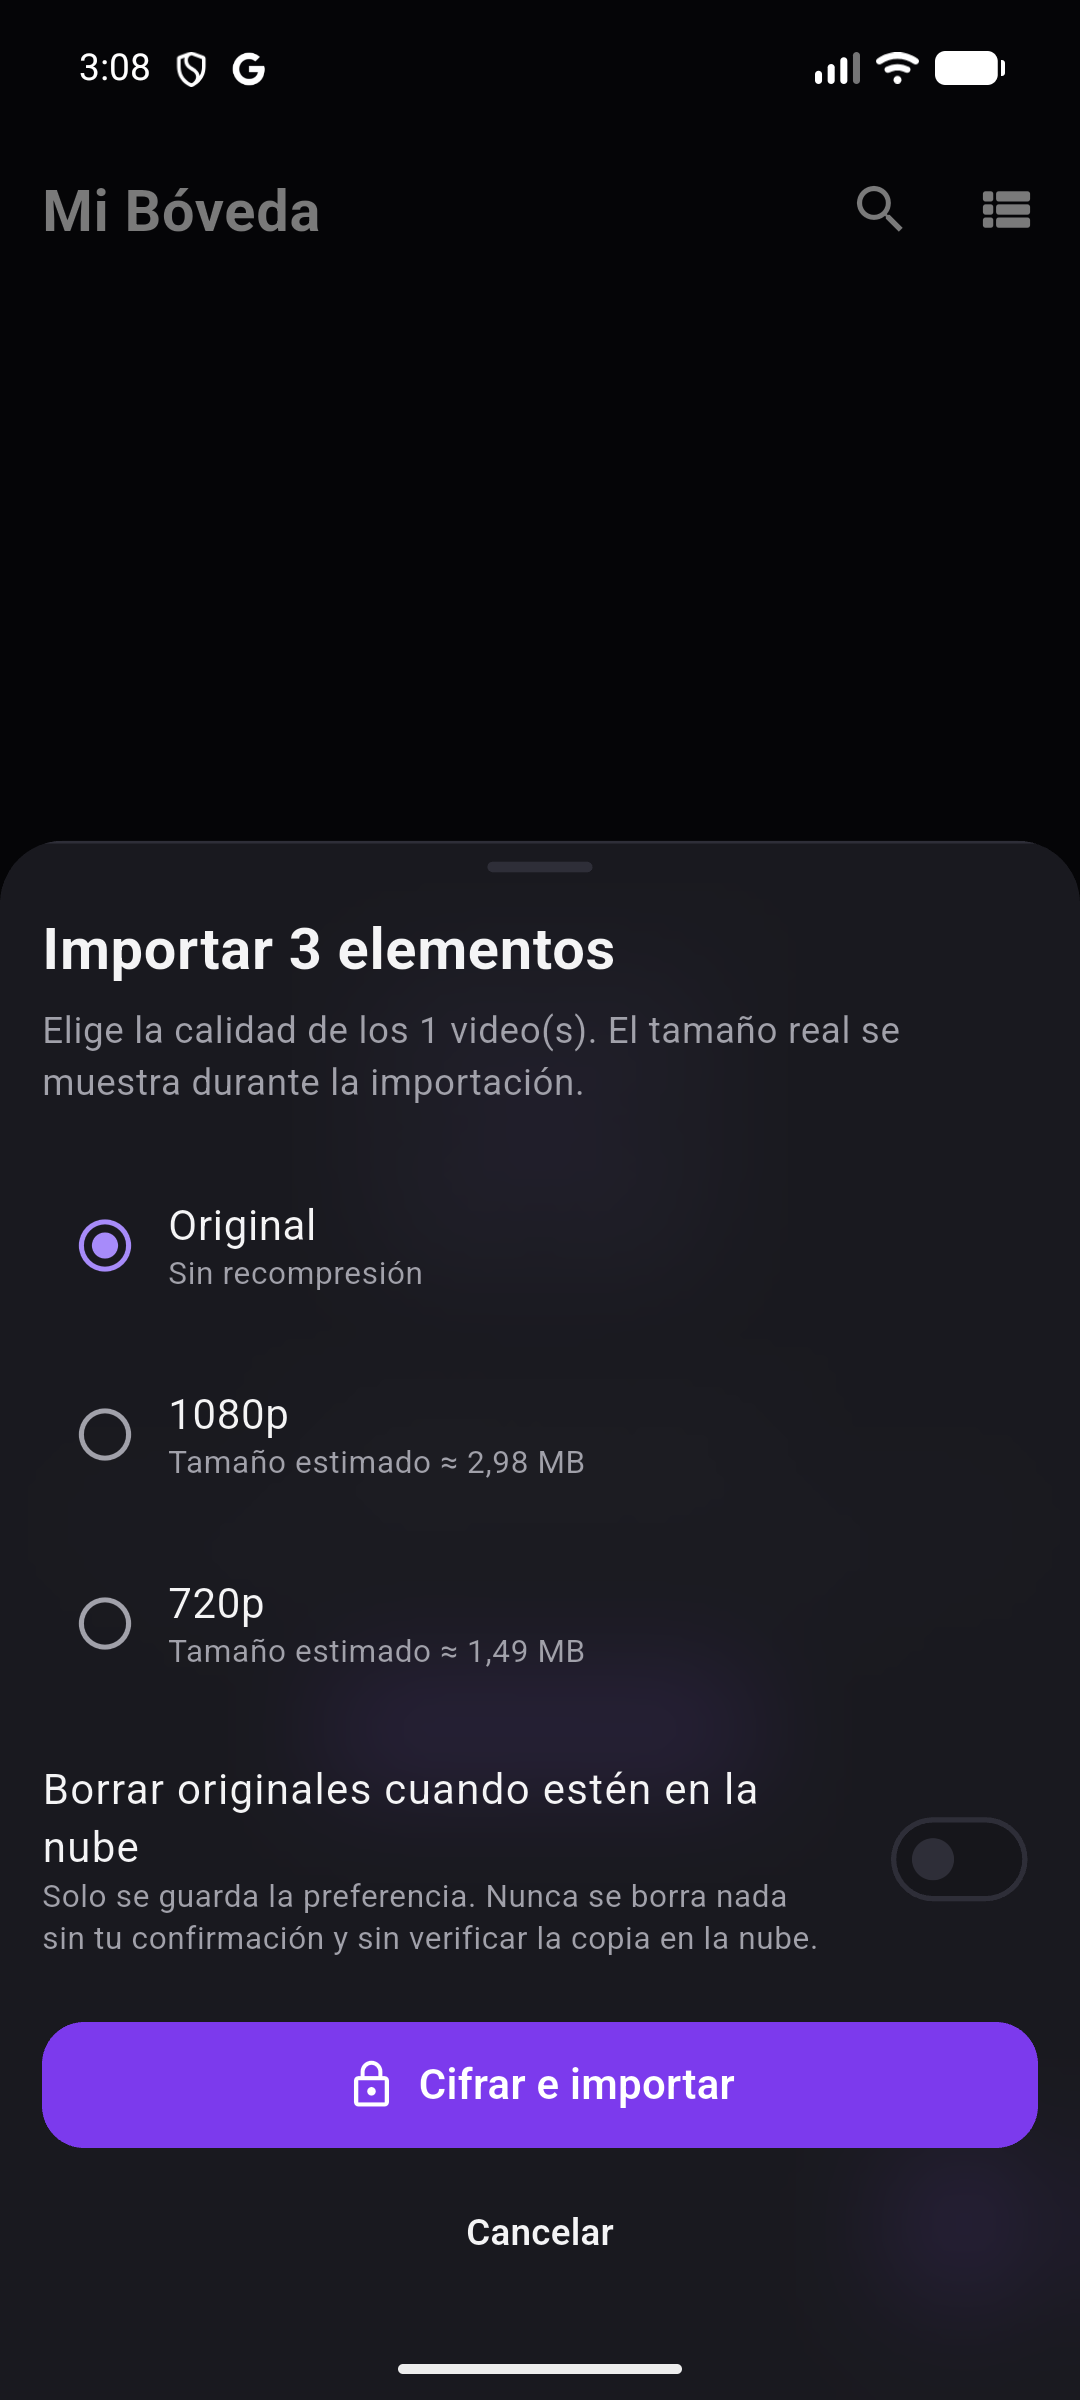 3:08
Mi Bóveda
Importar 3 elementos
Elige la calidad de los 1 video(s). El tamaño real se
muestra durante la importación.
Original
Sin recompresión
1080p
Tamaño estimado ≈ 2,98 MB
720p
Tamaño estimado ≈ 1,49 MB
Borrar originales cuando estén en la
nube
Solo se guarda la preferencia. Nunca se borra nada
sin tu confirmación y sin verificar la copia en la nube.
Cifrar e importar
Cancelar